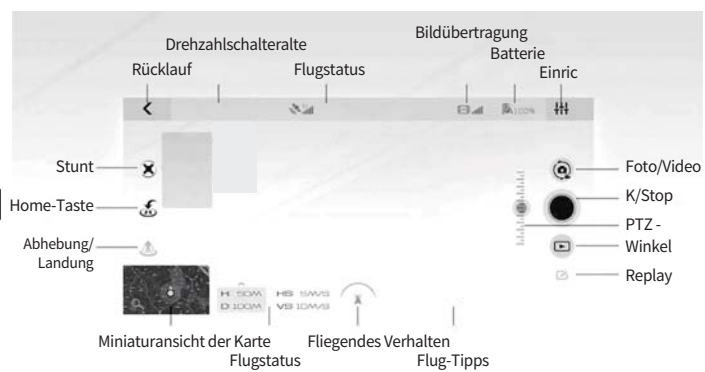 Bildübertragung
Drehzahlschalteralte
Batterie
Rücklauf
Flugstatus
Einric
100%
Stunt
Foto/Video
K/Stop
Home-Taste
PTZ -
Abhebung/
Winkel
Landung
Replay
H 50M HS 5M/S
D 100M VS 10M/S
Miniaturansicht der Karte
Fliegendes Verhalten
Flugstatus
Flug-Tipps